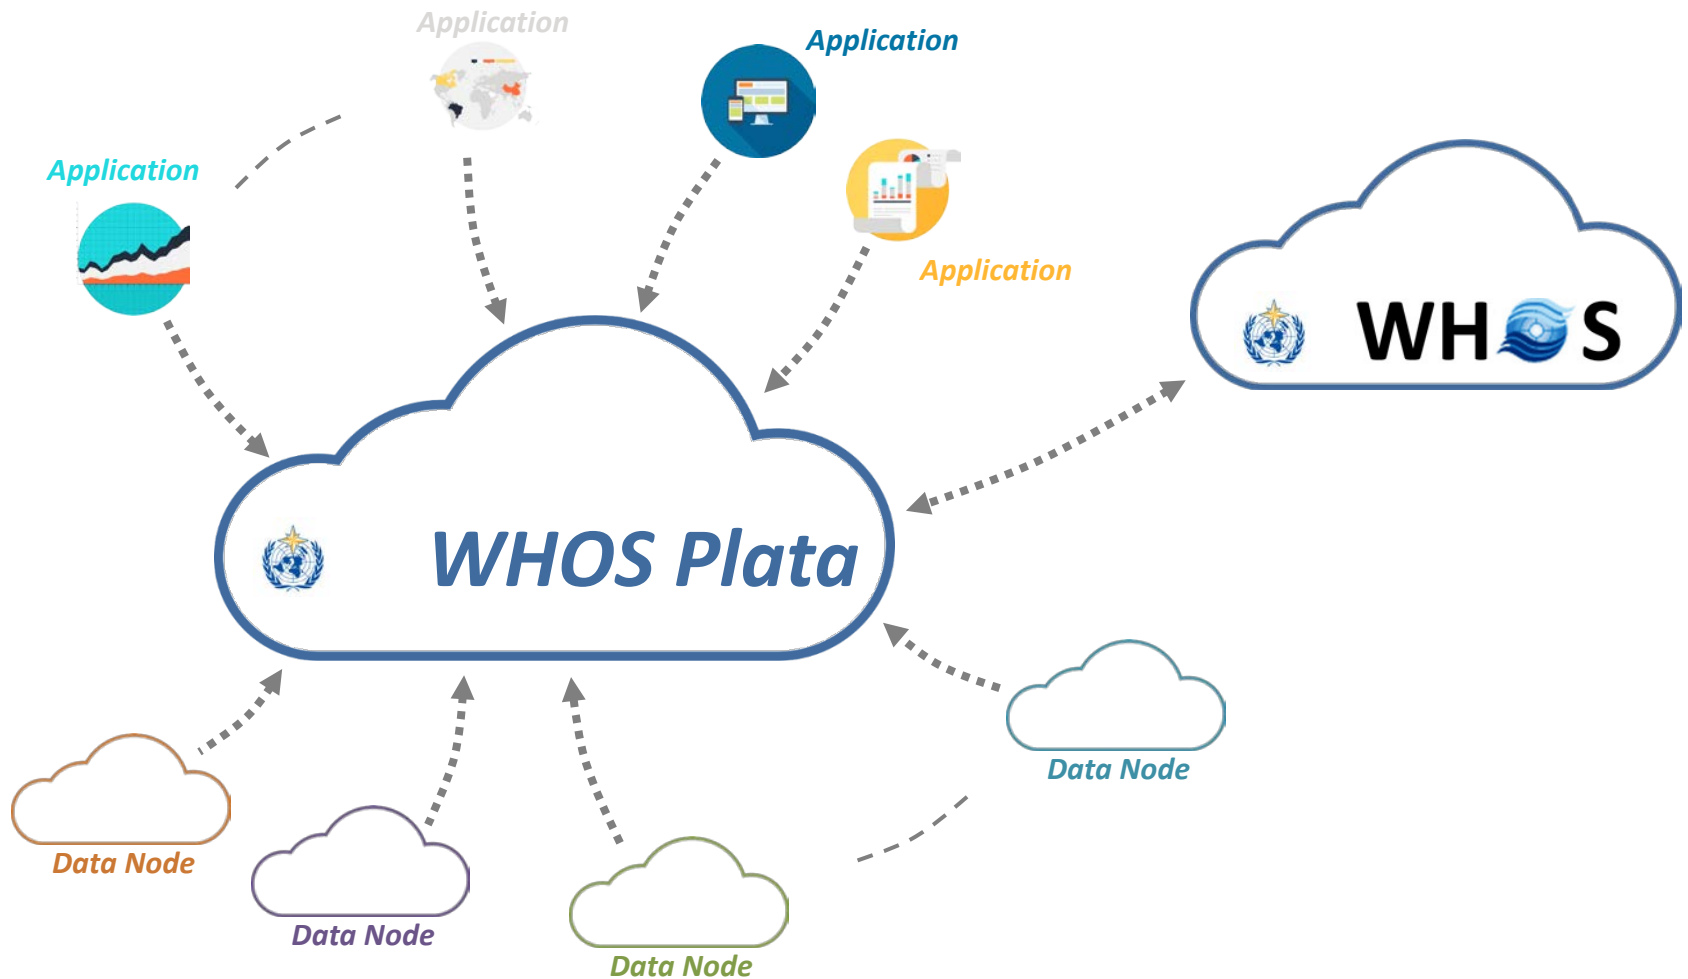 Application
Application
Application
Application
WHOS
WHOS Plata
Data Node
Data Node
Data Node
Data Node